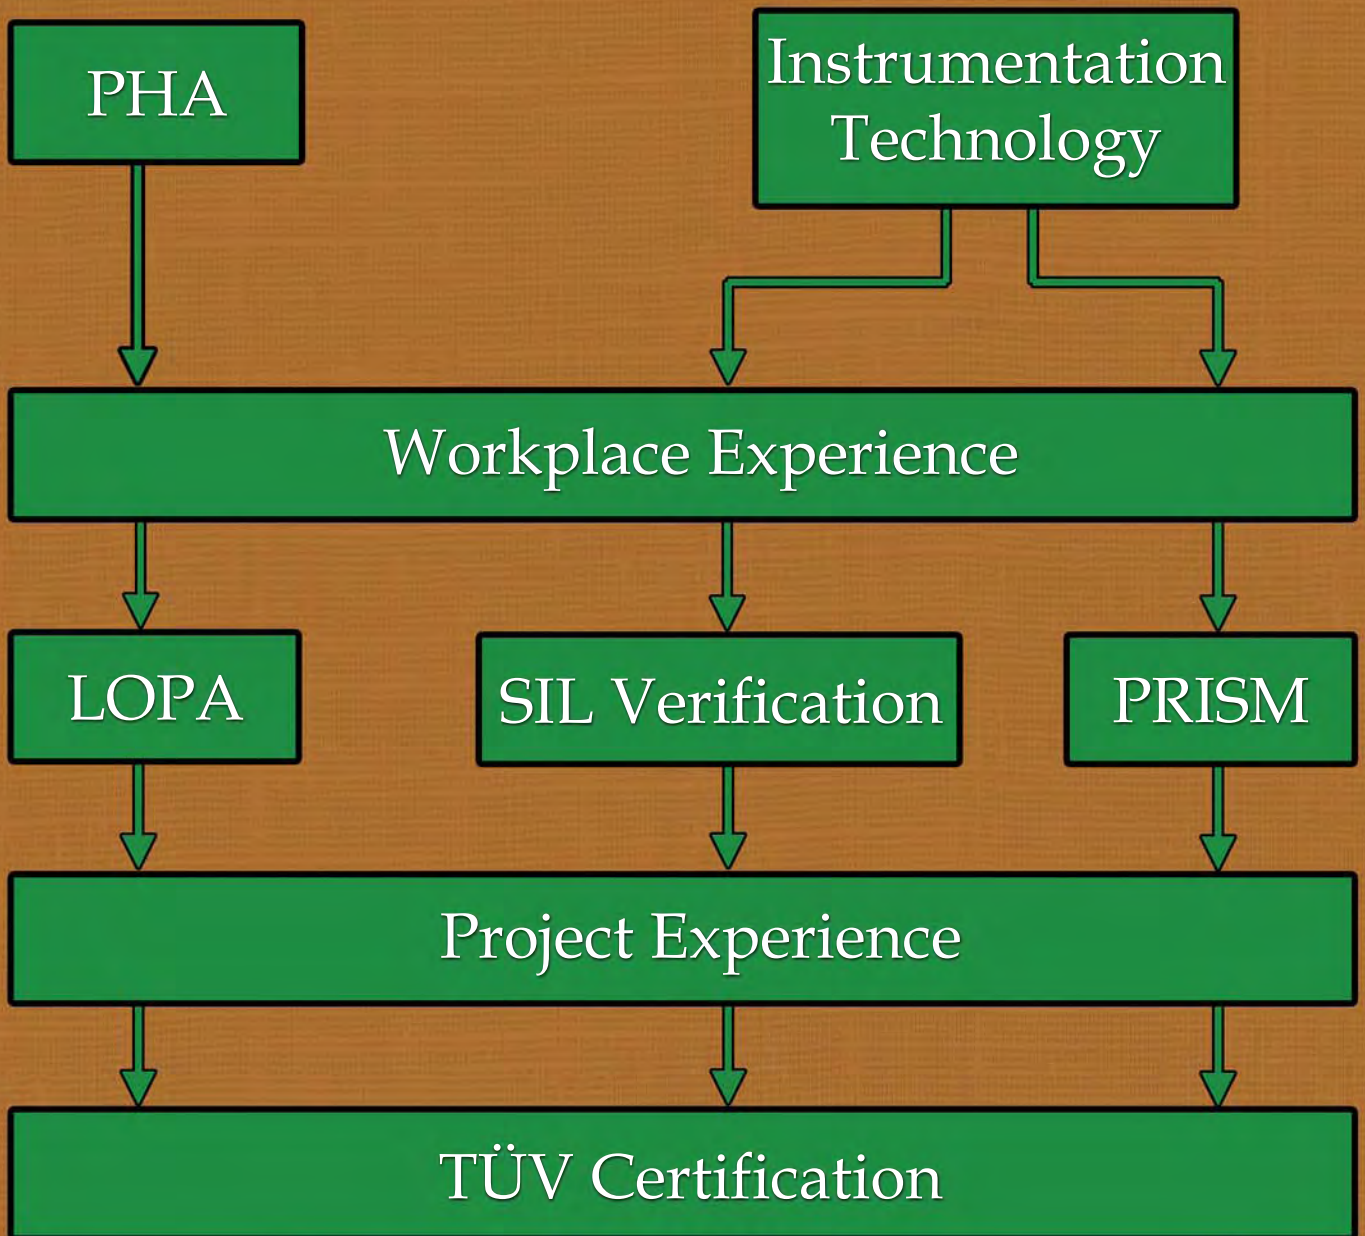 PHA
Instrumentation
Technology
Workplace Experience
LOPA
SIL Verification
PRISM
Project Experience
TÜV Certification